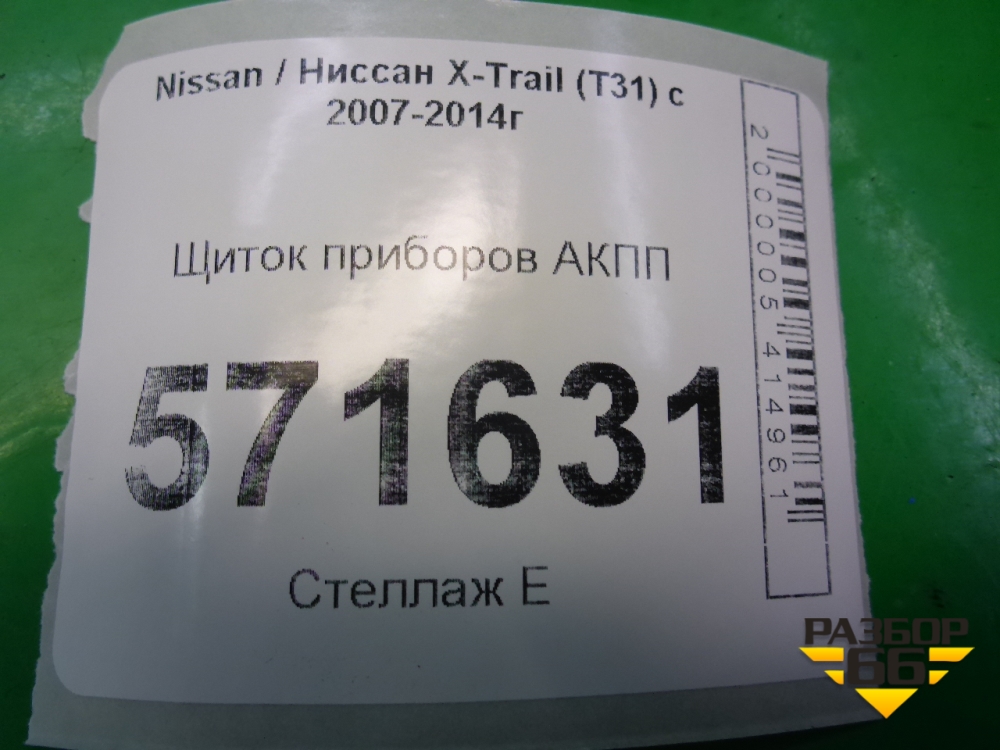 Nissan / Ниссан X-Trail (T31) с
2007-2014г
Щиток приборов АКПП
571631
Стеллаж Е
2000005414961
РАЗБОР
66